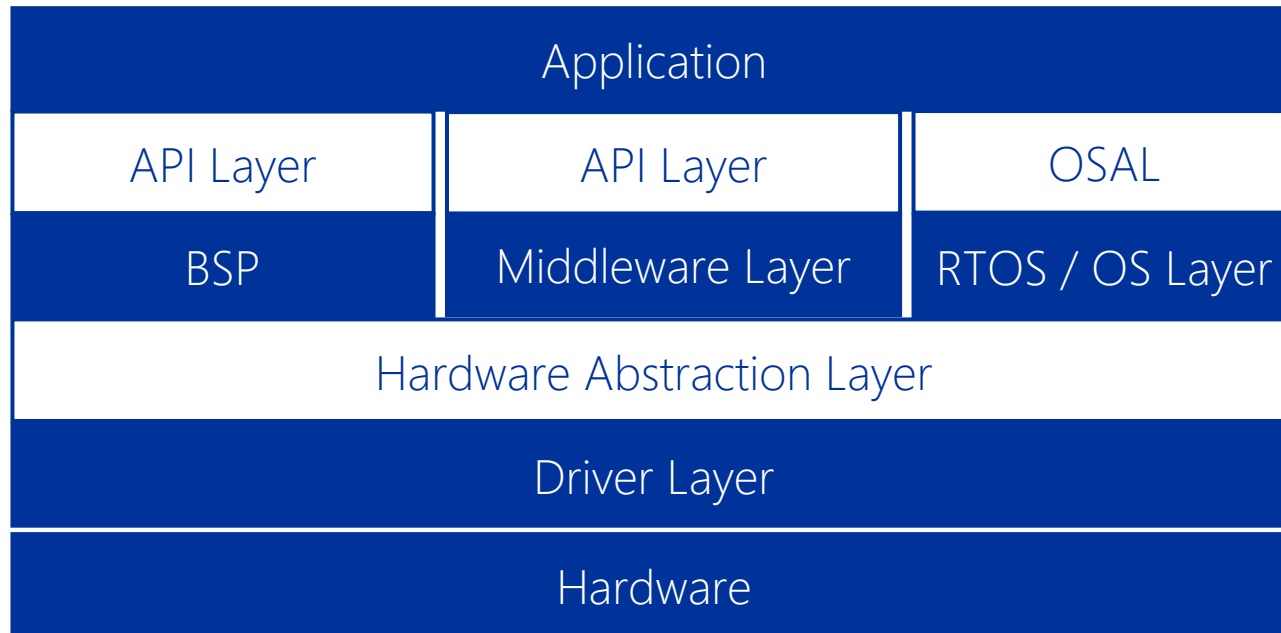 Application
API Layer
API Layer
OSAL
BSP
Middleware Layer
RTOS / OS Layer
Hardware Abstraction Layer
Driver Layer
Hardware